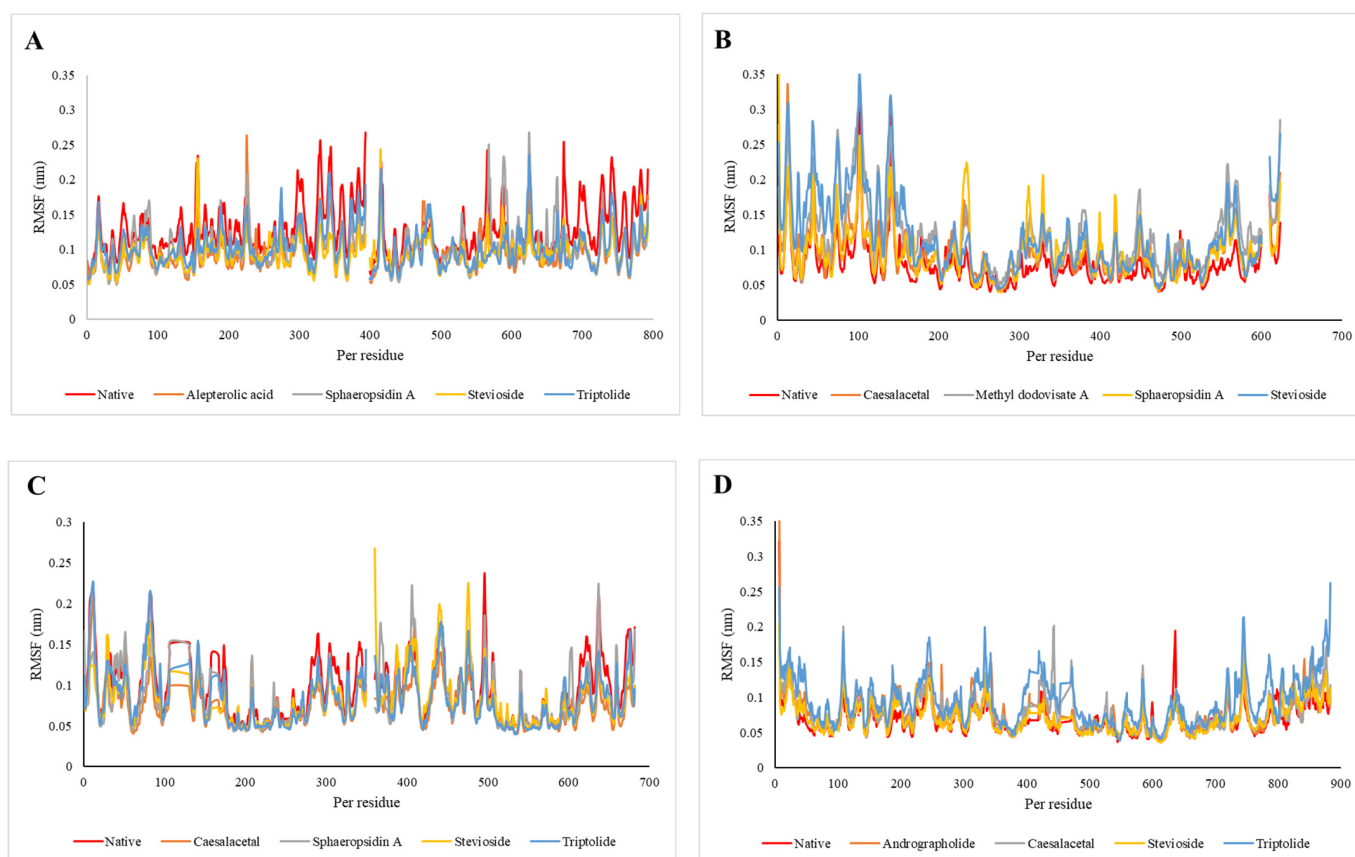 A
RMSF (nm)
0.35
0.3
0.25
0.2
0.15
0.1
0.05
0
0 100 200 300 400 500 600 700 800
Per residue
Native Alepterolic acid Sphaeropsidin A Stevioside Triptolide
B
RMSF (nm)
0.35
0.3
0.25
0.2
0.15
0.1
0.05
0
0 100 200 300 400 500 600 700
Per residue
Native Caesalacetal Methyl dodovisate A Sphaeropsidin A Stevioside
C
RMSF (nm)
0.3
0.25
0.2
0.15
0.1
0.05
0
0 100 200 300 400 500 600 700
Per residue
Native Caesalacetal Sphaeropsidin A Stevioside Triptolide
D
RMSF (nm)
0.35
0.3
0.25
0.2
0.15
0.1
0.05
0
0 100 200 300 400 500 600 700 800 900
Per residue
Native Andrographolide Caesalacetal Stevioside Triptolide